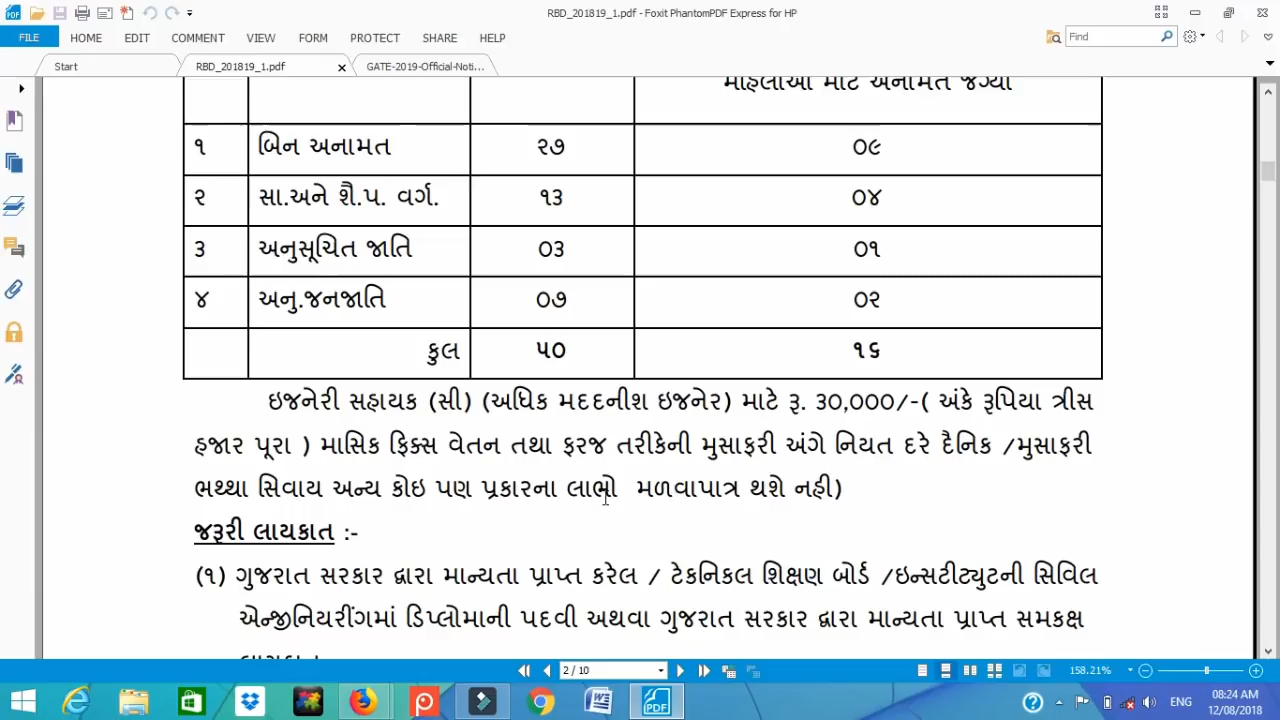 RBD_201819_1.pdf - Foxit PhantomPDF Express for HP
FILE HOME EDIT COMMENT VIEW FORM PROTECT SHARE HELP Find
Start RBD_201819_1.pdf GATE-2019-Official-Noti...
મહિલાઓ માટે અનામત જગ્યા
૧ બિન અનામત ૨૭ ૦૯
૨ સા.અને શૈ.પ. વર્ગ. ૧૩ ૦૪
૩ અનુસૂચિત જાતિ ૦૩ ૦૧
૪ અનુ.જનજાતિ ૦૭ ૦૨
કુલ ૫૦ ૧૬
ઇજનેરી સહાયક (સી) (અધિક મદદનીશ ઇજનેર) માટે રૂ. ૩૦,૦૦૦/-( અંકે રૂપિયા ત્રીસ
હજાર પૂરા ) માસિક ફિક્સ વેતન તથા ફરજ તરીકેની મુસાફરી અંગે નિયત દરે દૈનિક /મુસાફરી
ભથ્થા સિવાય અન્ય કોઇ પણ પ્રકારના લાભો મળવાપાત્ર થશે નહી)
જરૂરી લાયકાત :-
(૧) ગુજરાત સરકાર દ્વારા માન્યતા પ્રાપ્ત કરેલ / ટેકનિકલ શિક્ષણ બોર્ડ /ઇન્સટીટ્યુટની સિવિલ
એન્જીનિયરીંગમાં ડિપ્લોમાની પદવી અથવા ગુજરાત સરકાર દ્વારા માન્યતા પ્રાપ્ત સમકક્ષ
2 / 10 158.21%
ENG 08:24 AM
12/08/2018